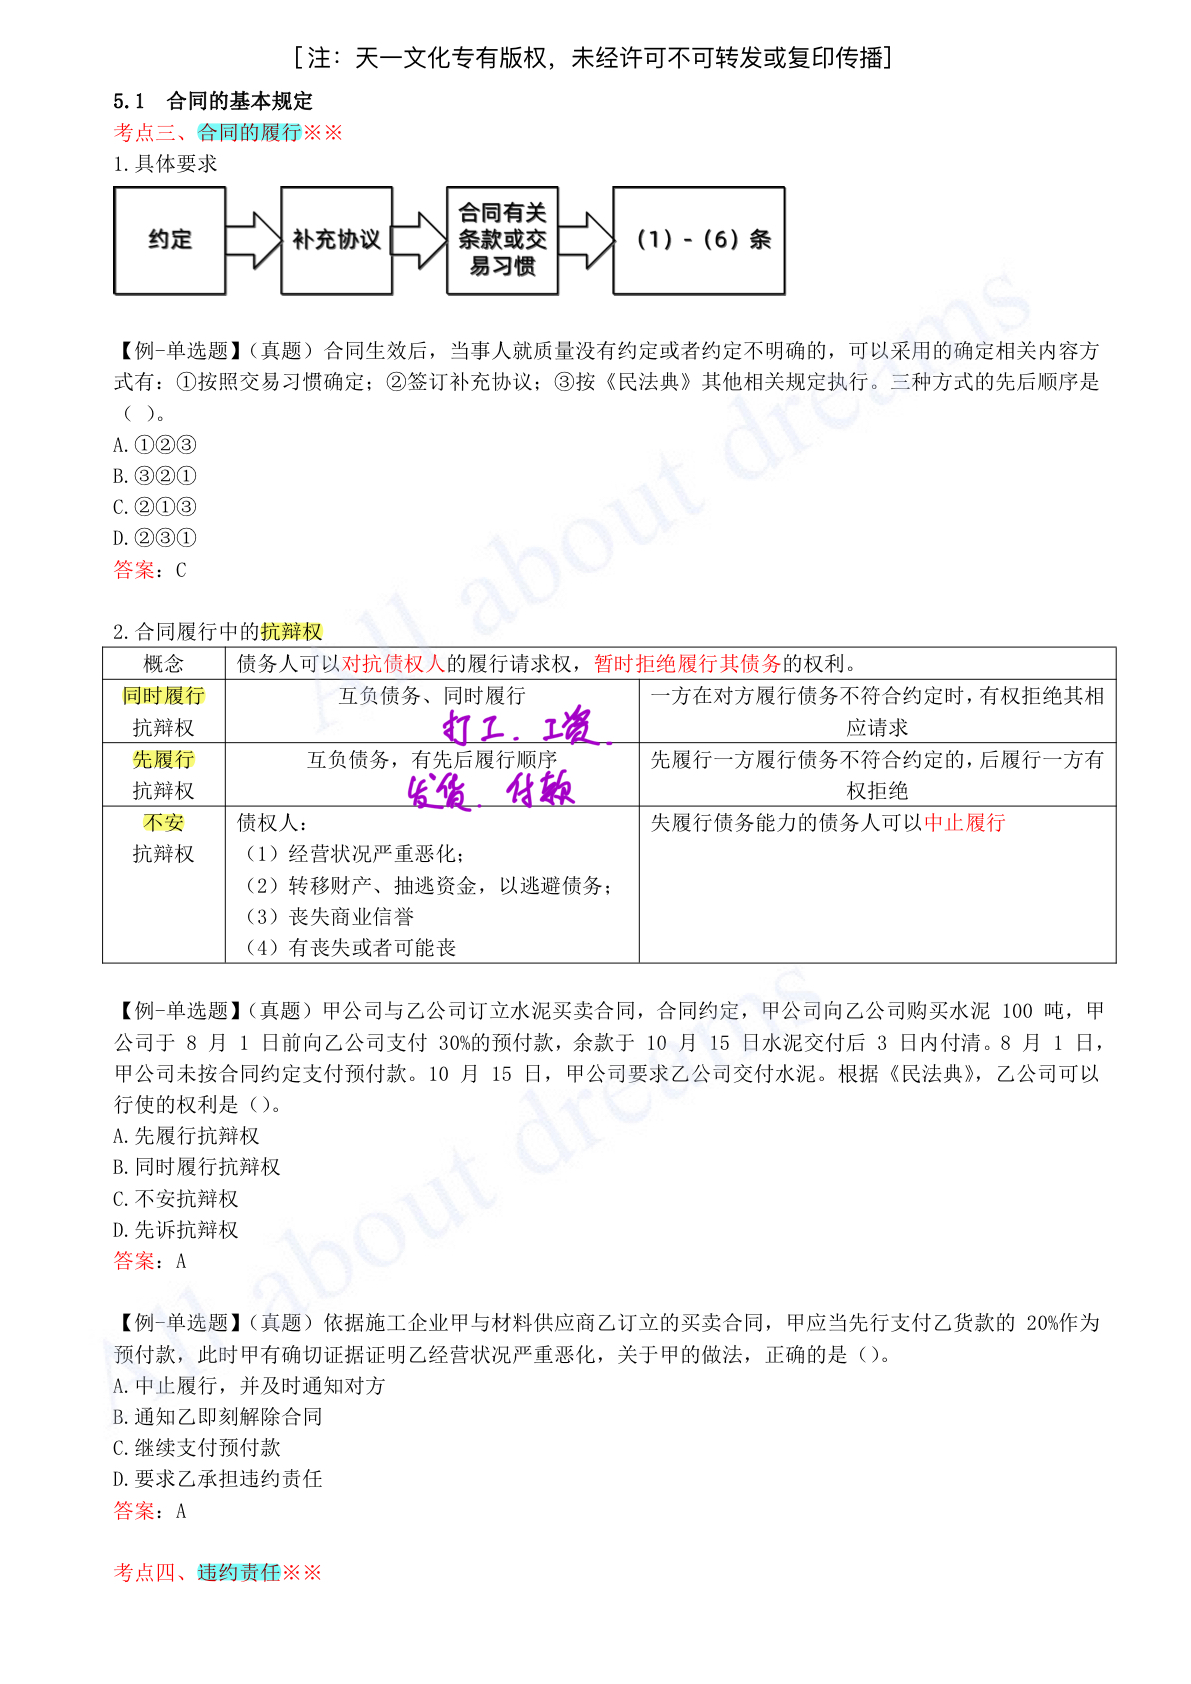 [注：天一文化专有版权，未经许可不可转发或复印传播]
5.1 合同的基本规定
考点三、合同的履行※※
1.具体要求
约定
补充协议
合同有关
条款或交
易习惯
（1）-（6）条
【例-单选题】（真题）合同生效后，当事人就质量没有约定或者约定不明确的，可以采用的确定相关内容方
式有：①按照交易习惯确定；②签订补充协议；③按《民法典》其他相关规定执行。三种方式的先后顺序是
（ ）。
A.①②③
B.③②①
C.②①③
D.②③①
答案：C
2.合同履行中的抗辩权
概念
债务人可以对抗债权人的履行请求权，暂时拒绝履行其债务的权利。
同时履行
抗辩权
互负债务、同时履行
打工．工资．
一方在对方履行债务不符合约定时，有权拒绝其相
应请求
先履行
抗辩权
互负债务，有先后履行顺序
发货．付款
先履行一方履行债务不符合约定的，后履行一方有
权拒绝
不安
抗辩权
债权人：
（1）经营状况严重恶化；
（2）转移财产、抽逃资金，以逃避债务；
（3）丧失商业信誉
（4）有丧失或者可能丧
失履行债务能力的债务人可以中止履行
【例-单选题】（真题）甲公司与乙公司订立水泥买卖合同，合同约定，甲公司向乙公司购买水泥 100 吨，甲
公司于 8 月 1 日前向乙公司支付 30%的预付款，余款于 10 月 15 日水泥交付后 3 日内付清。8 月 1 日，
甲公司未按合同约定支付预付款。10 月 15 日，甲公司要求乙公司交付水泥。根据《民法典》，乙公司可以
行使的权利是（）。
A.先履行抗辩权
B.同时履行抗辩权
C.不安抗辩权
D.先诉抗辩权
答案：A
【例-单选题】（真题）依据施工企业甲与材料供应商乙订立的买卖合同，甲应当先行支付乙货款的 20%作为
预付款，此时甲有确切证据证明乙经营状况严重恶化，关于甲的做法，正确的是（）。
A.中止履行，并及时通知对方
B.通知乙即刻解除合同
C.继续支付预付款
D.要求乙承担违约责任
答案：A
考点四、违约责任※※
All about dreams
All about dreams